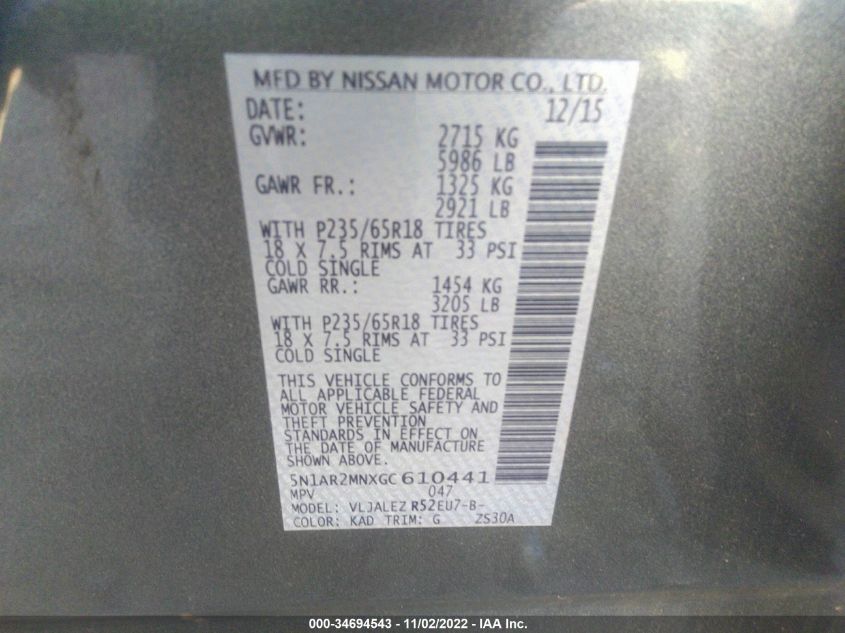 MFD BY NISSAN MOTOR CO., LTD.
DATE: 12/15
GVWR: 2715 KG
5986 LB
GAWR FR.: 1325 KG
2921 LB
WITH P235/65R18 TIRES
18 X 7.5 RIMS AT 33 PSI
COLD SINGLE
GAWR RR.: 1454 KG
3205 LB
WITH P235/65R18 TIRES
18 X 7.5 RIMS AT 33 PSI
COLD SINGLE
THIS VEHICLE CONFORMS TO
ALL APPLICABLE FEDERAL
MOTOR VEHICLE SAFETY AND
THEFT PREVENTION
STANDARDS IN EFFECT ON
THE DATE OF MANUFACTURE
SHOWN ABOVE.
5N1AR2MNXGC610441
MPV 047
MODEL: VLJALEZ R52EU7-B-
COLOR: KAD TRIM: G ZS30A
000-34694543 - 11/02/2022 - IAA Inc.